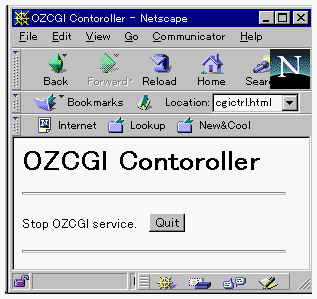 OZCGI Contoroller - Netscape
File Edit View Go Communicator Help
Back Forward Reload Home Sear N
Bookmarks Location: cgictrl.html
Internet Lookup New&Cool
OZCGI Contoroller
Stop OZCGI service. Quit